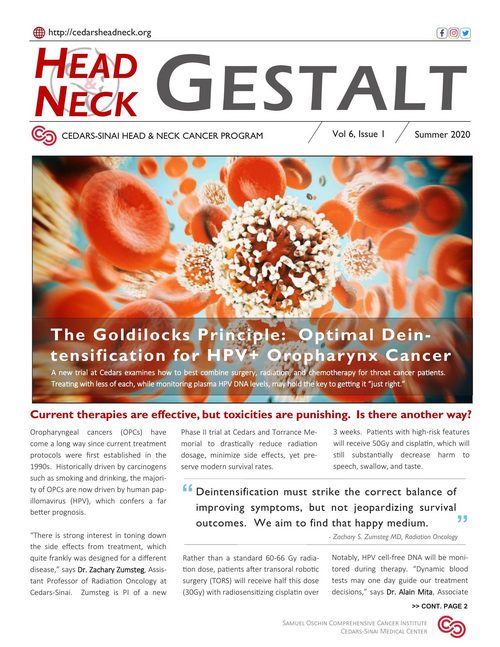 http://cedarsheadneck.org
HEAD
&
NECK
GESTALT
CEDARS-SINAI HEAD & NECK CANCER PROGRAM
Vol 6, Issue 1
Summer 2020
The Goldilocks Principle: Optimal Dein-
tensification for HPV+ Oropharynx Cancer
A new trial at Cedars examines how to best combine surgery, radiation, and chemotherapy for throat cancer patients.
Treating with less of each, while monitoring plasma HPV DNA levels, may hold the key to getting it "just right."
Current therapies are effective, but toxicities are punishing. Is there another way?
Oropharyngeal cancers (OPCs) have
come a long way since current treatment
protocols were first established in the
1990s. Historically driven by carcinogens
such as smoking and drinking, the majori-
ty of OPCs are now driven by human pap-
illomavirus (HPV), which confers a far
better prognosis.
"There is strong interest in toning down
the side effects from treatment, which
quite frankly was designed for a different
disease," says Dr. Zachary Zumsteg, Assis-
tant Professor of Radiation Oncology at
Cedars-Sinai. Zumsteg is PI of a new
Phase II trial at Cedars and Torrance Me-
morial to drastically reduce radiation
dosage, minimize side effects, yet pre-
serve modern survival rates.
3 weeks. Patients with high-risk features
will receive 50Gy and cisplatin, which will
still substantially decrease harm to
speech, swallow, and taste.
"Deintensification must strike the correct balance of
improving symptoms, but not jeopardizing survival
outcomes. We aim to find that happy medium."
- Zachary S. Zumsteg MD, Radiation Oncology
Rather than a standard 60-66 Gy radia-
tion dose, patients after transoral robotic
surgery (TORS) will receive half this dose
(30Gy) with radiosensitizing cisplatin over
Notably, HPV cell-free DNA will be moni-
tored during therapy. "Dynamic blood
tests may one day guide our treatment
decisions," says Dr. Alain Mita, Associate
>> CONT. PAGE 2
SAMUEL OSCHIN COMPREHENSIVE CANCER INSTITUTE
CEDARS-SINAI MEDICAL CENTER